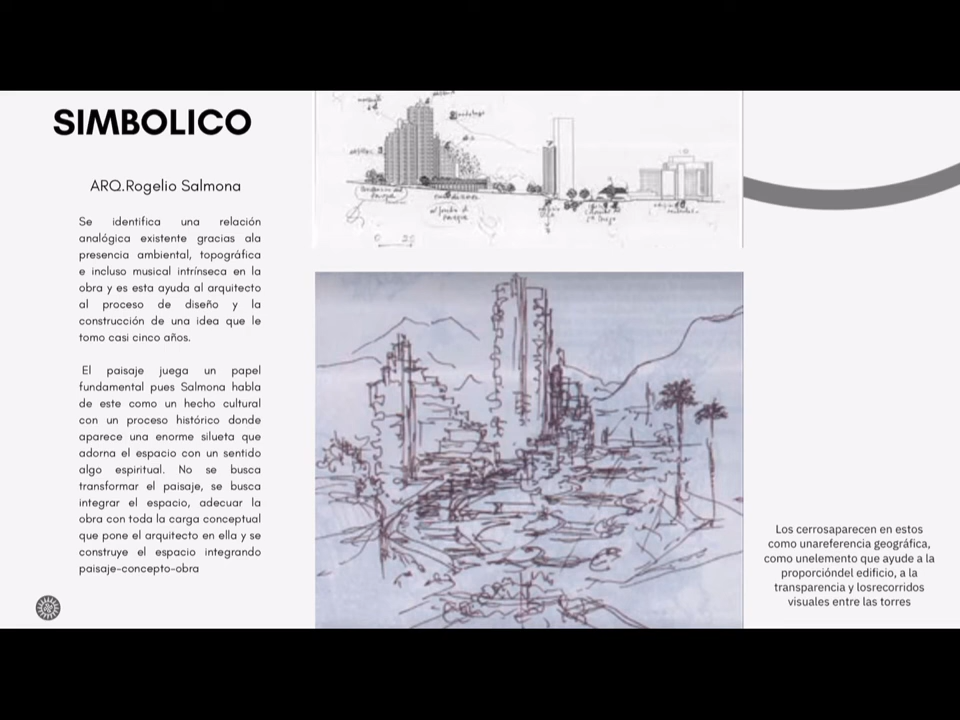 SIMBOLICO
ARQ.Rogelio Salmona
Se identifica una relación
analógica existente gracias ala
presencia ambiental, topográfica
e incluso musical intrínseca en la
obra y es esta ayuda al arquitecto
al proceso de diseño y la
construcción de una idea que le
tomo casi cinco años.
El paisaje juega un papel
fundamental pues Salmona habla
de este como un hecho cultural
con un proceso histórico donde
aparece una enorme silueta que
adorna el espacio con un sentido
algo espiritual. No se busca
transformar el paisaje, se busca
integrar el espacio, adecuar la
obra con toda la carga conceptual
que pone el arquitecto en ella y se
construye el espacio integrando
paisaje-concepto-obra
Los cerrosaparecen en estos
como unareferencia geográfica,
como unelemento que ayude a la
proporcióndel edificio, a la
transparencia y losrecorridos
visuales entre las torres